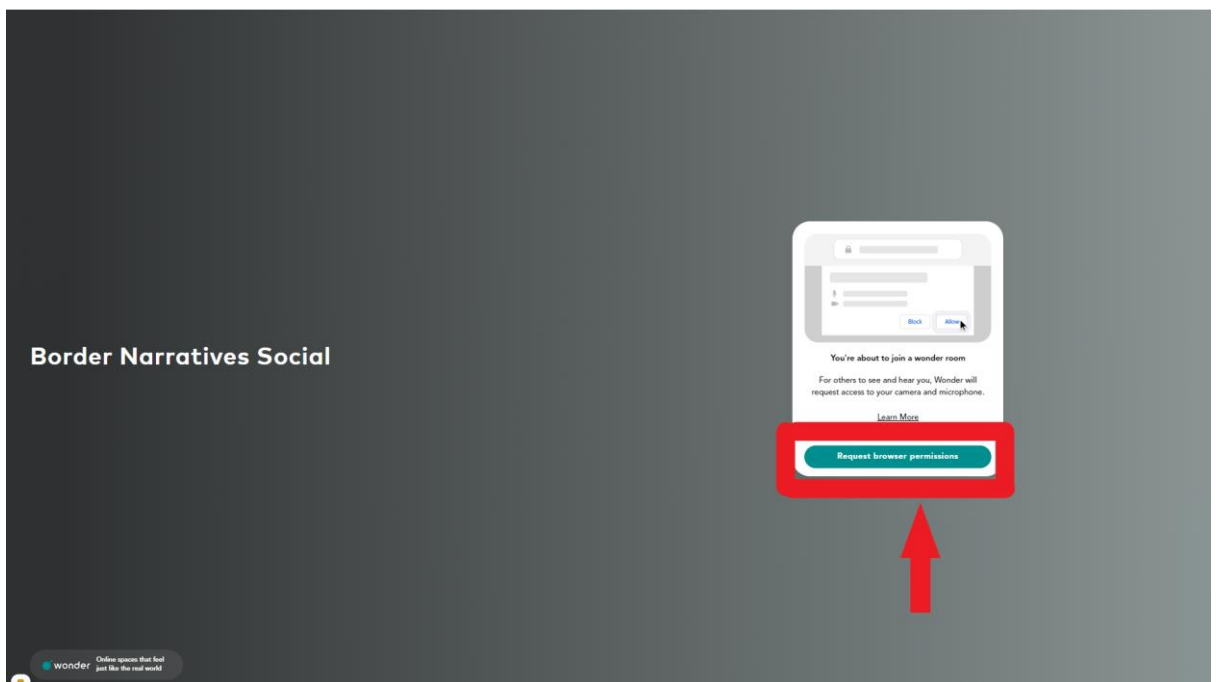 Border Narratives Social
Block
Allow
You're about to join a wonder room
For others to see and hear you, Wonder will
request access to your camera and microphone.
Learn More
Request browser permissions
wonder
Online spaces that feel
just like the real world